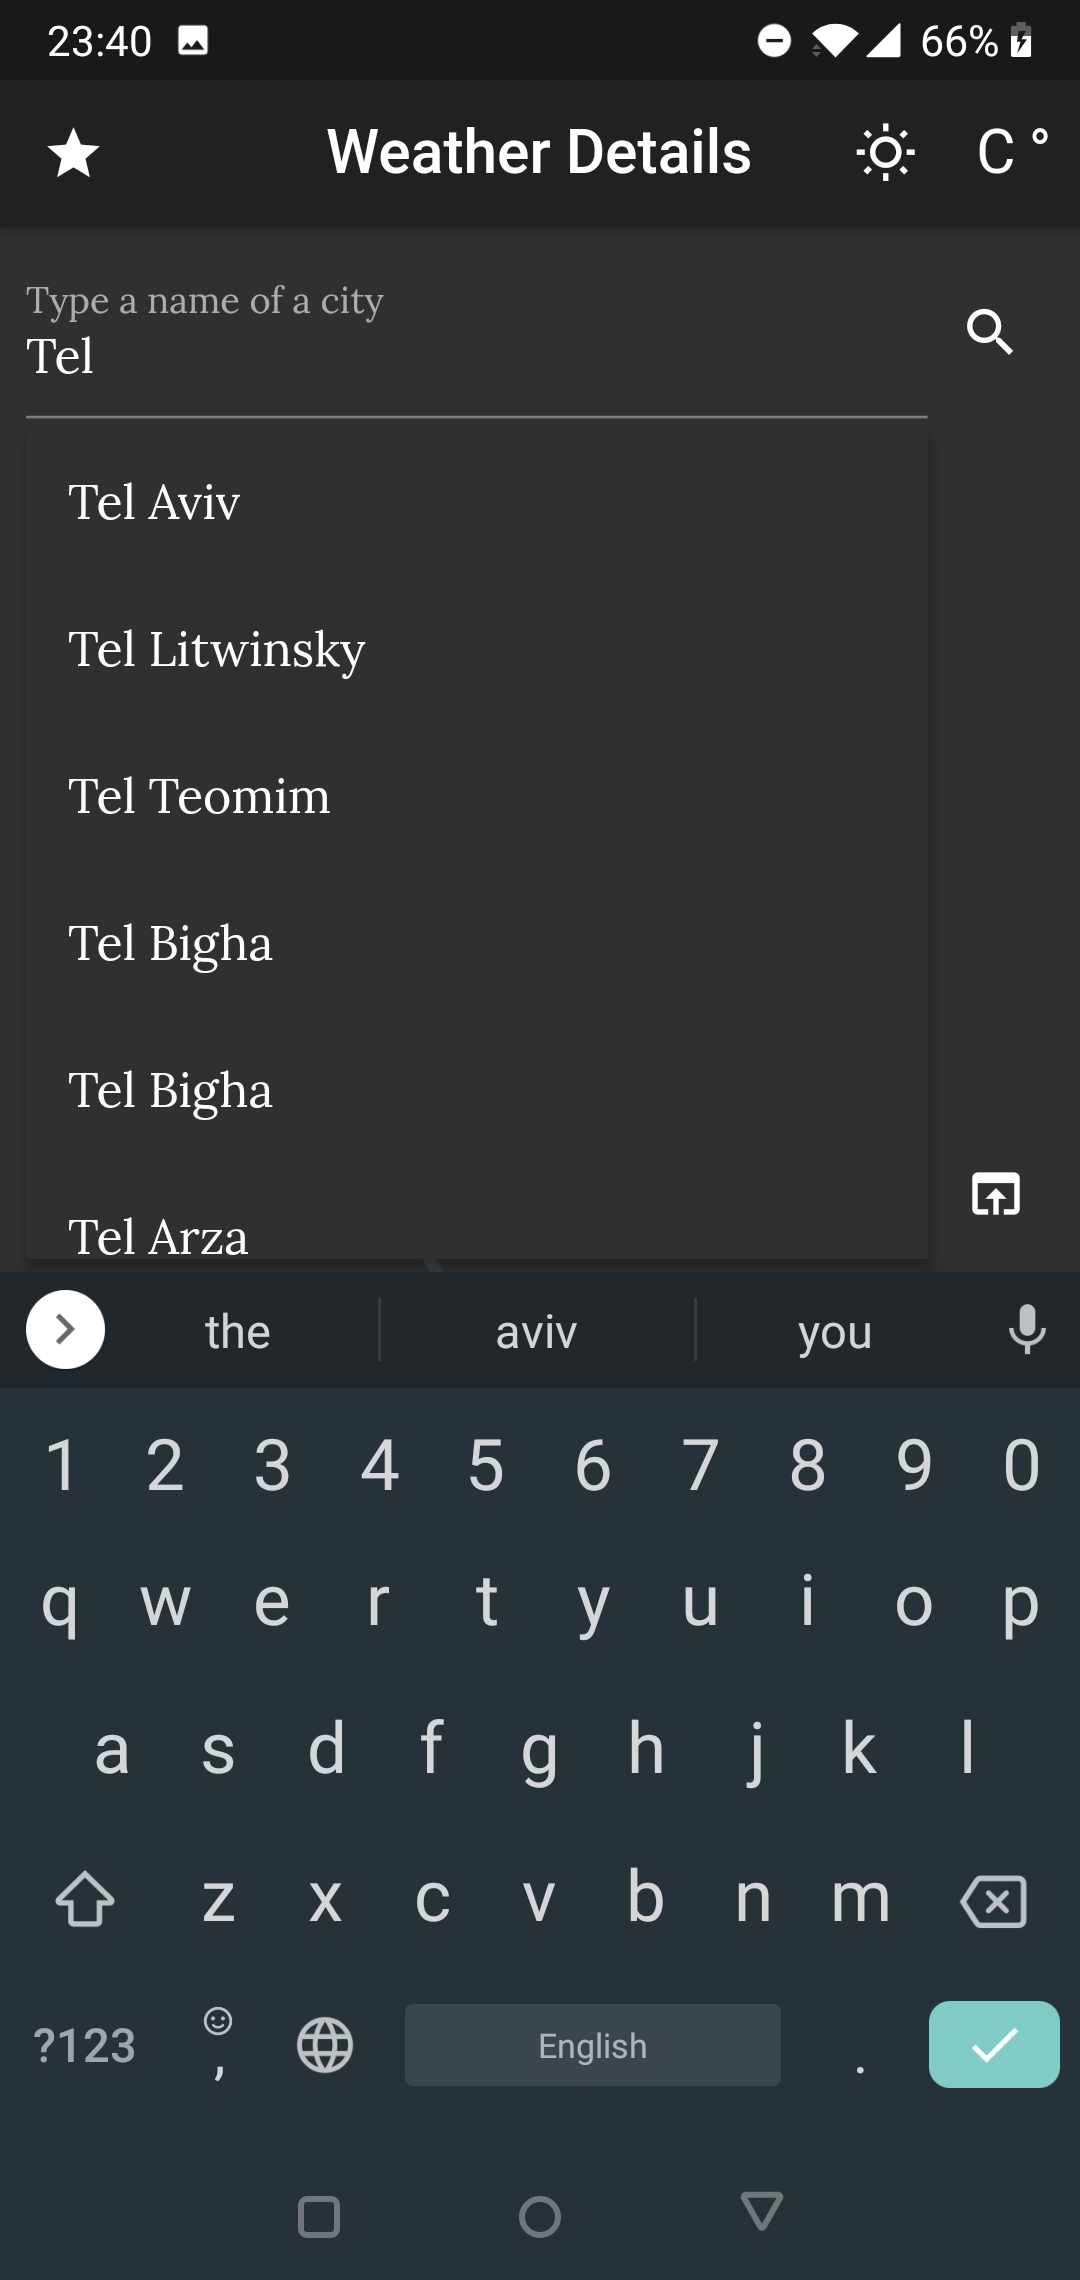 23:40 66%
Weather Details C °
Type a name of a city
Tel
Tel Aviv
Tel Litwinsky
Tel Teomim
Tel Bigha
Tel Bigha
Tel Arza
the aviv you
1 2 3 4 5 6 7 8 9 0
q w e r t y u i o p
a s d f g h j k l
z x c v b n m
?123 , English .